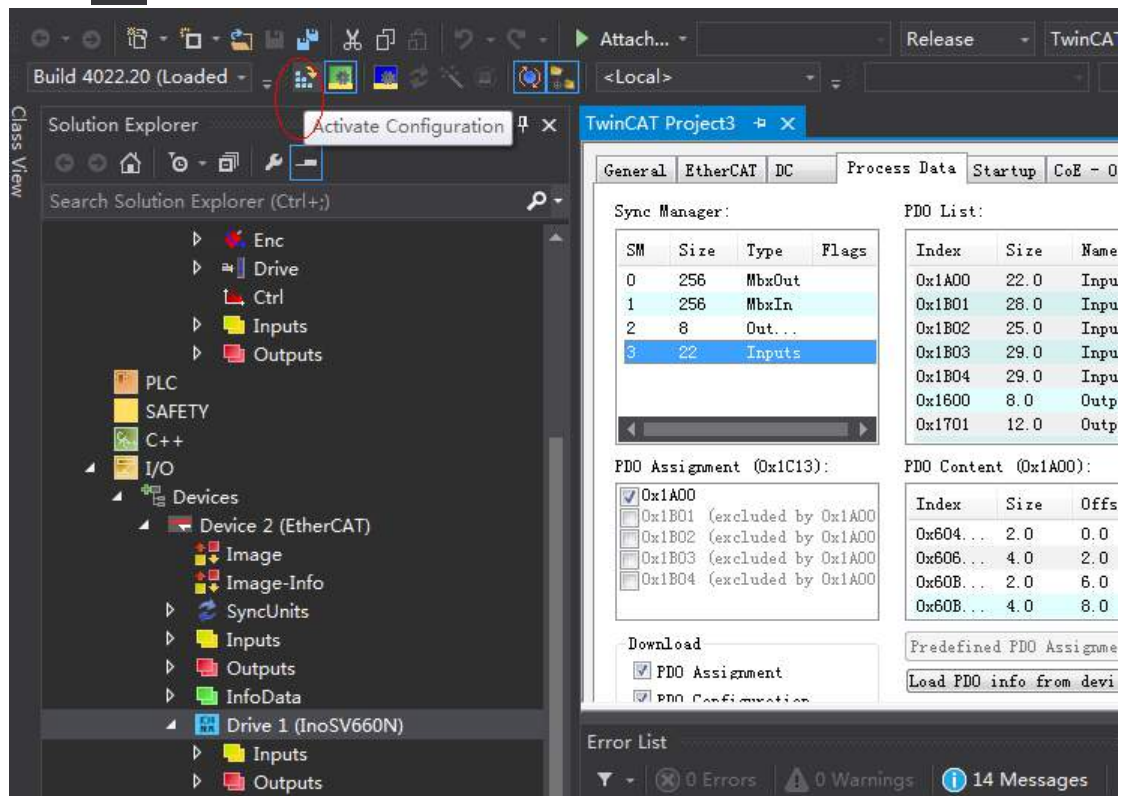 Attach...
Release
TwinCAT
Build 4022.20 (Loaded
<Local>
Class View
Solution Explorer
Activate Configuration
TwinCAT Project3
Search Solution Explorer (Ctrl+;)
Enc
Drive
Ctrl
Inputs
Outputs
PLC
SAFETY
C++
I/O
Devices
Device 2 (EtherCAT)
Image
Image-Info
SyncUnits
Inputs
Outputs
InfoData
Drive 1 (InoSV660N)
Inputs
Outputs
General EtherCAT DC Process Data Startup CoE - O
Sync Manager:
SM Size Type Flags
0 256 MbxOut
1 256 MbxIn
2 8 Out...
3 22 Inputs
PDO List:
Index Size Name
0x1A00 22.0 Inpu
0x1B01 28.0 Inpu
0x1B02 25.0 Inpu
0x1B03 29.0 Inpu
0x1B04 29.0 Inpu
0x1600 8.0 Outp
0x1701 12.0 Outp
PDO Assignment (0x1C13):
0x1A00
0x1B01 (excluded by 0x1A00
0x1B02 (excluded by 0x1A00
0x1B03 (excluded by 0x1A00
0x1B04 (excluded by 0x1A00
PDO Content (0x1A00):
Index Size Offs
0x604... 2.0 0.0
0x606... 4.0 2.0
0x60B... 2.0 6.0
0x60B... 4.0 8.0
Download
PDO Assignment
PDO Configuration
Predefined PDO Assignme
Load PDO info from devi
Error List
0 Errors
0 Warnings
14 Messages